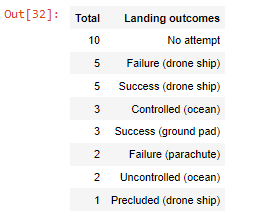 Out[32]:
Total Landing outcomes
10 No attempt
5 Failure (drone ship)
5 Success (drone ship)
3 Controlled (ocean)
3 Success (ground pad)
2 Failure (parachute)
2 Uncontrolled (ocean)
1 Precluded (drone ship)